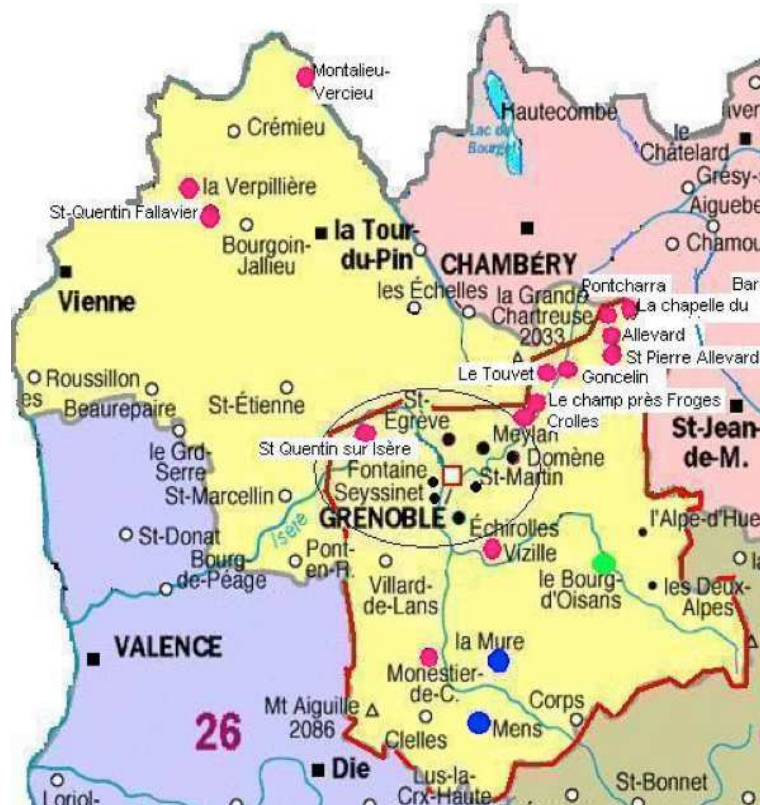 Montalieu-
Vercieu
Crémieu
Hautecombe
Lac du
Bourget
le
Châtelard
Grésy-s
Aiguebe
Chamou
la Verpillière
St-Quentin Fallavier
Bourgoin-
Jallieu
la Tour-
du-Pin
CHAMBÉRY
Vienne
les Échelles
la Grande
Chartreuse
2033
Pontcharra
Bar
La chapelle du
Allevard
St Pierre Allevard
Le Touvet
Goncelin
Roussillon
es
Beaurepaire
St-Étienne
St-
Egrève
Le champ près Froges
Crolles
St-Jean-
de-M.
le Grd-
Serre
St Quentin sur Isère
Meylan
Domène
St-Martin
Fontaine
Seyssinet
St-Marcellin
GRENOBLE
Isère
Échirolles
Vizille
l'Alpe-d'Hue
St-Donat
Bourg-
de-Péage
Pont-
en-R.
Villard-
de-Lans
le Bourg-
d'Oisans
les Deux-
Alpes
la
VALENCE
la Mure
Monestier-
de-C.
Mt Aiguille
2086
Corps
26
Clelles
Mens
Die
Lus-la-
Crx-Haute
St-Bonnet
Loriol-